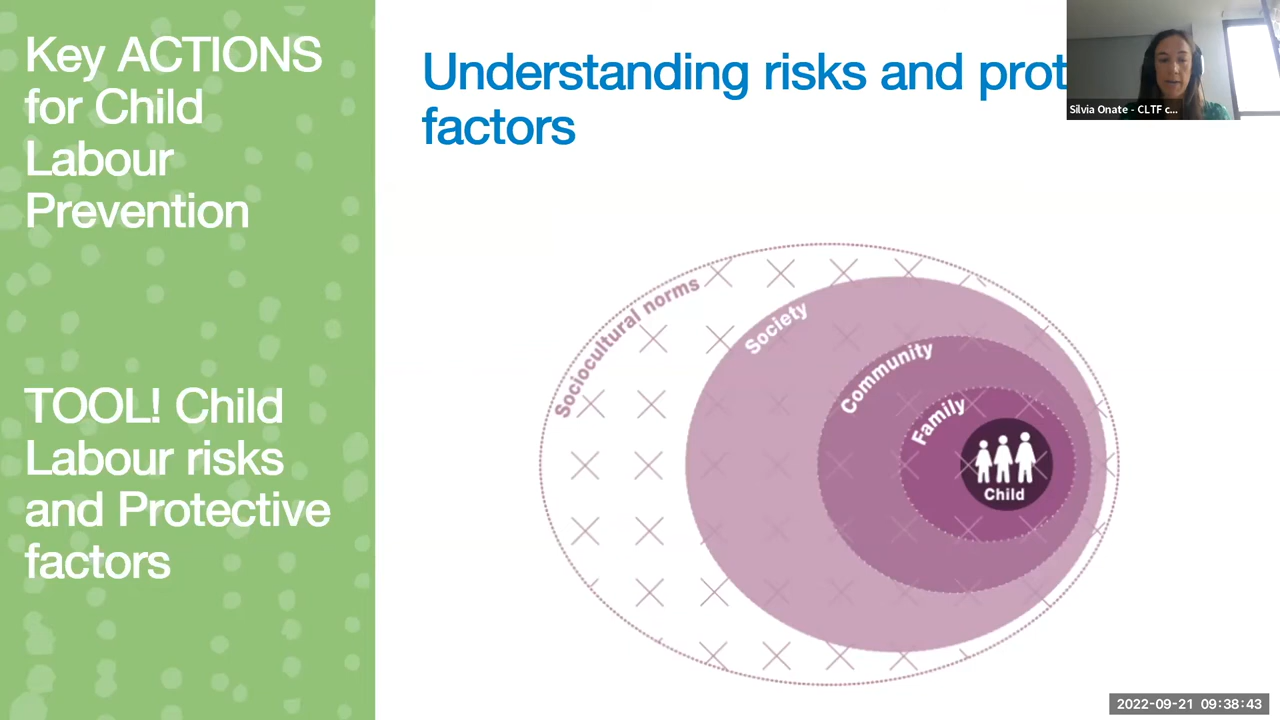 Key ACTIONS
for Child
Labour
Prevention
TOOL! Child
Labour risks
and Protective
factors
Understanding risks and prot
factors
Silvia Onate - CLTF c...
Sociocultural norms
Society
Community
Family
Child
2022-09-21 09:38:43